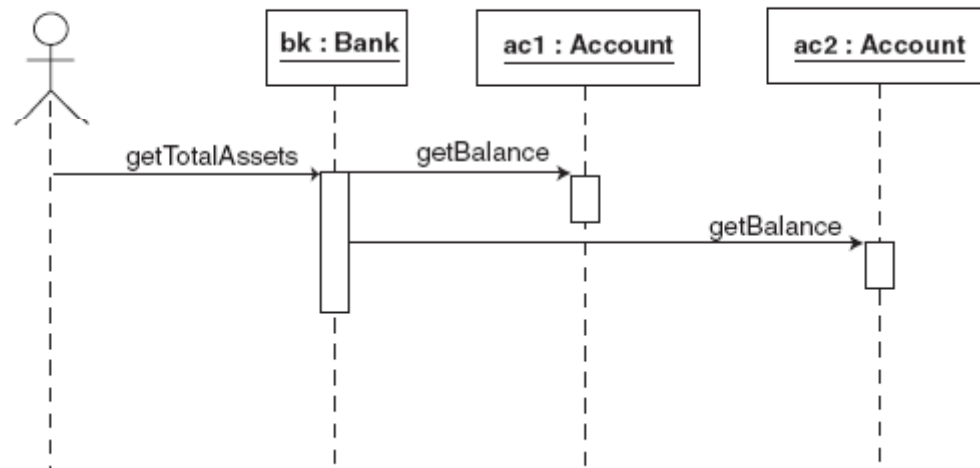 bk : Bank
ac1 : Account
ac2 : Account
getTotalAssets
getBalance
getBalance